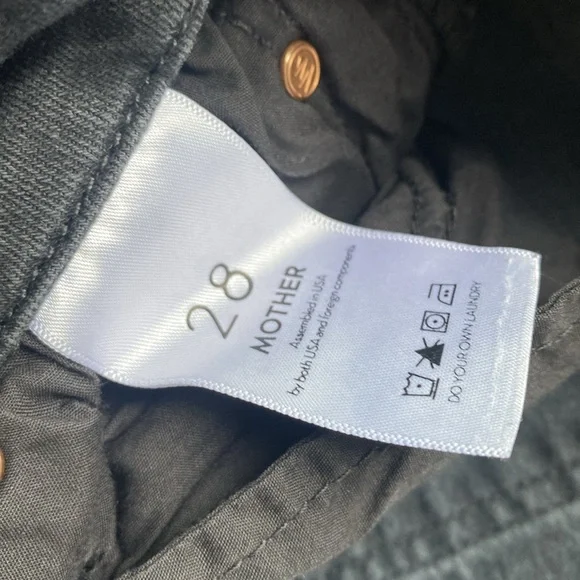 28
MOTHER
Assembled in USA
by both USA and foreign components
DO YOUR OWN LAUNDRY